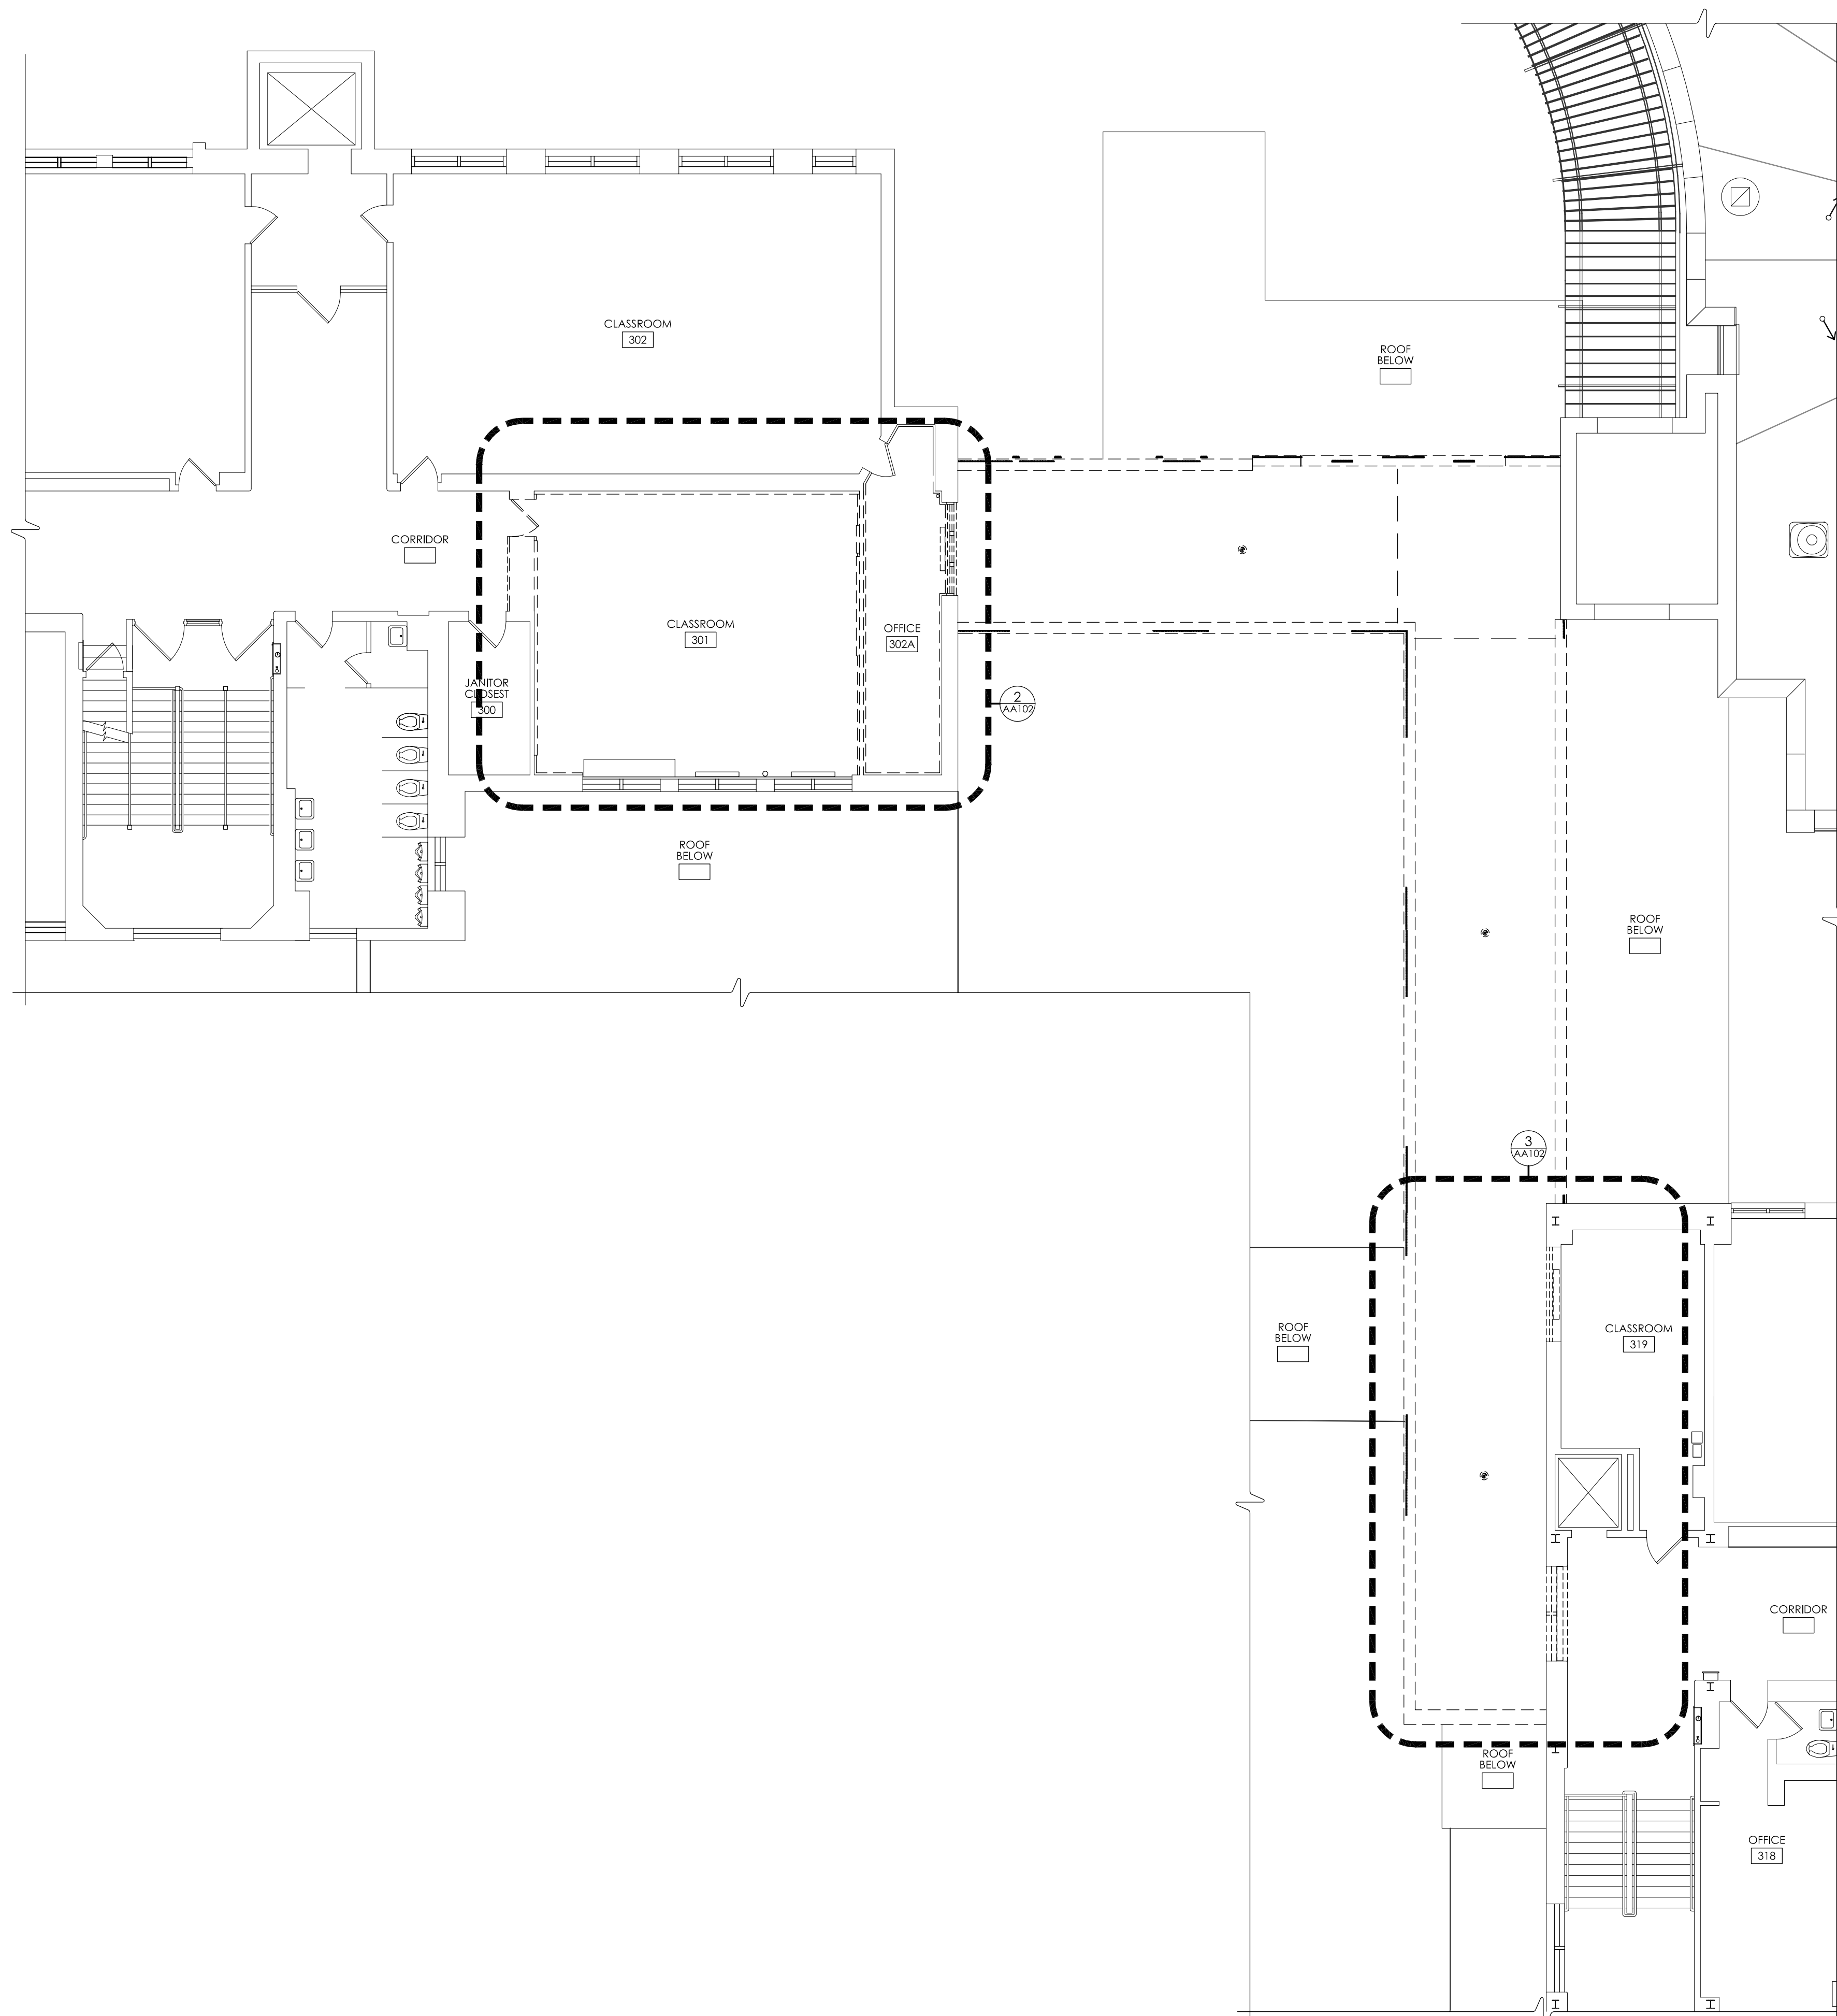 CLASSROOM
302
ROOF
BELOW
CORRIDOR
CLASSROOM
301
OFFICE
302A
JANITOR
CLOSEST
300
2
AA102
ROOF
BELOW
ROOF
BELOW
3
AA102
ROOF
BELOW
CLASSROOM
319
CORRIDOR
ROOF
BELOW
OFFICE
318